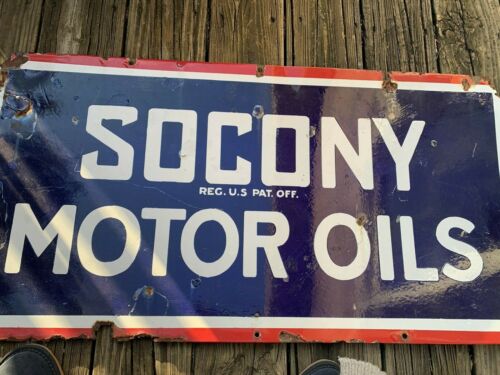 SOCONY
REG. U.S PAT. OFF.
MOTOR OILS